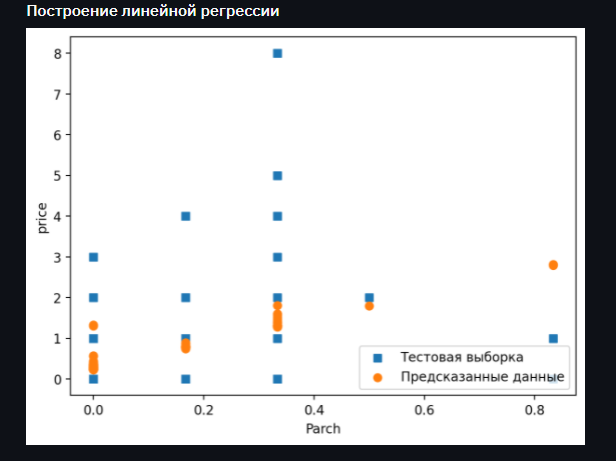 Построение линейной регрессии
8
7
6
5
4
3
2
1
0
price
Тестовая выборка
Предсказанные данные
0.0 0.2 0.4 0.6 0.8
Parch